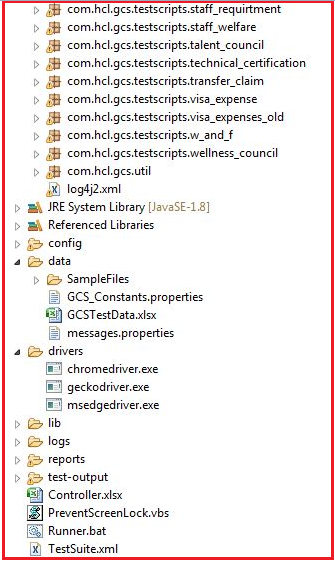 com.hcl.gcs.testscripts.staff_requirtment
com.hcl.gcs.testscripts.staff_welfare
com.hcl.gcs.testscripts.talent_council
com.hcl.gcs.testscripts.technical_certification
com.hcl.gcs.testscripts.transfer_claim
com.hcl.gcs.testscripts.visa_expense
com.hcl.gcs.testscripts.visa_expenses_old
com.hcl.gcs.testscripts.w_and_f
com.hcl.gcs.testscripts.wellness_council
com.hcl.gcs.util
log4j2.xml
JRE System Library [JavaSE-1.8]
Referenced Libraries
config
data
SampleFiles
GCS_Constants.properties
GCSTestData.xlsx
messages.properties
drivers
chromedriver.exe
geckodriver.exe
msedgedriver.exe
lib
logs
reports
test-output
Controller.xlsx
PreventScreenLock.vbs
Runner.bat
TestSuite.xml